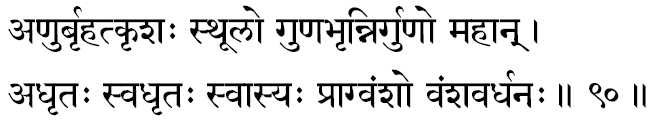 अणुर्बृहत्कृशः स्थूलो गुणभृन्निर्गुणो महान् ।
अधृतः स्वधृतः स्वास्यः प्राग्वंशो वंशवर्धनः ॥ ९० ॥